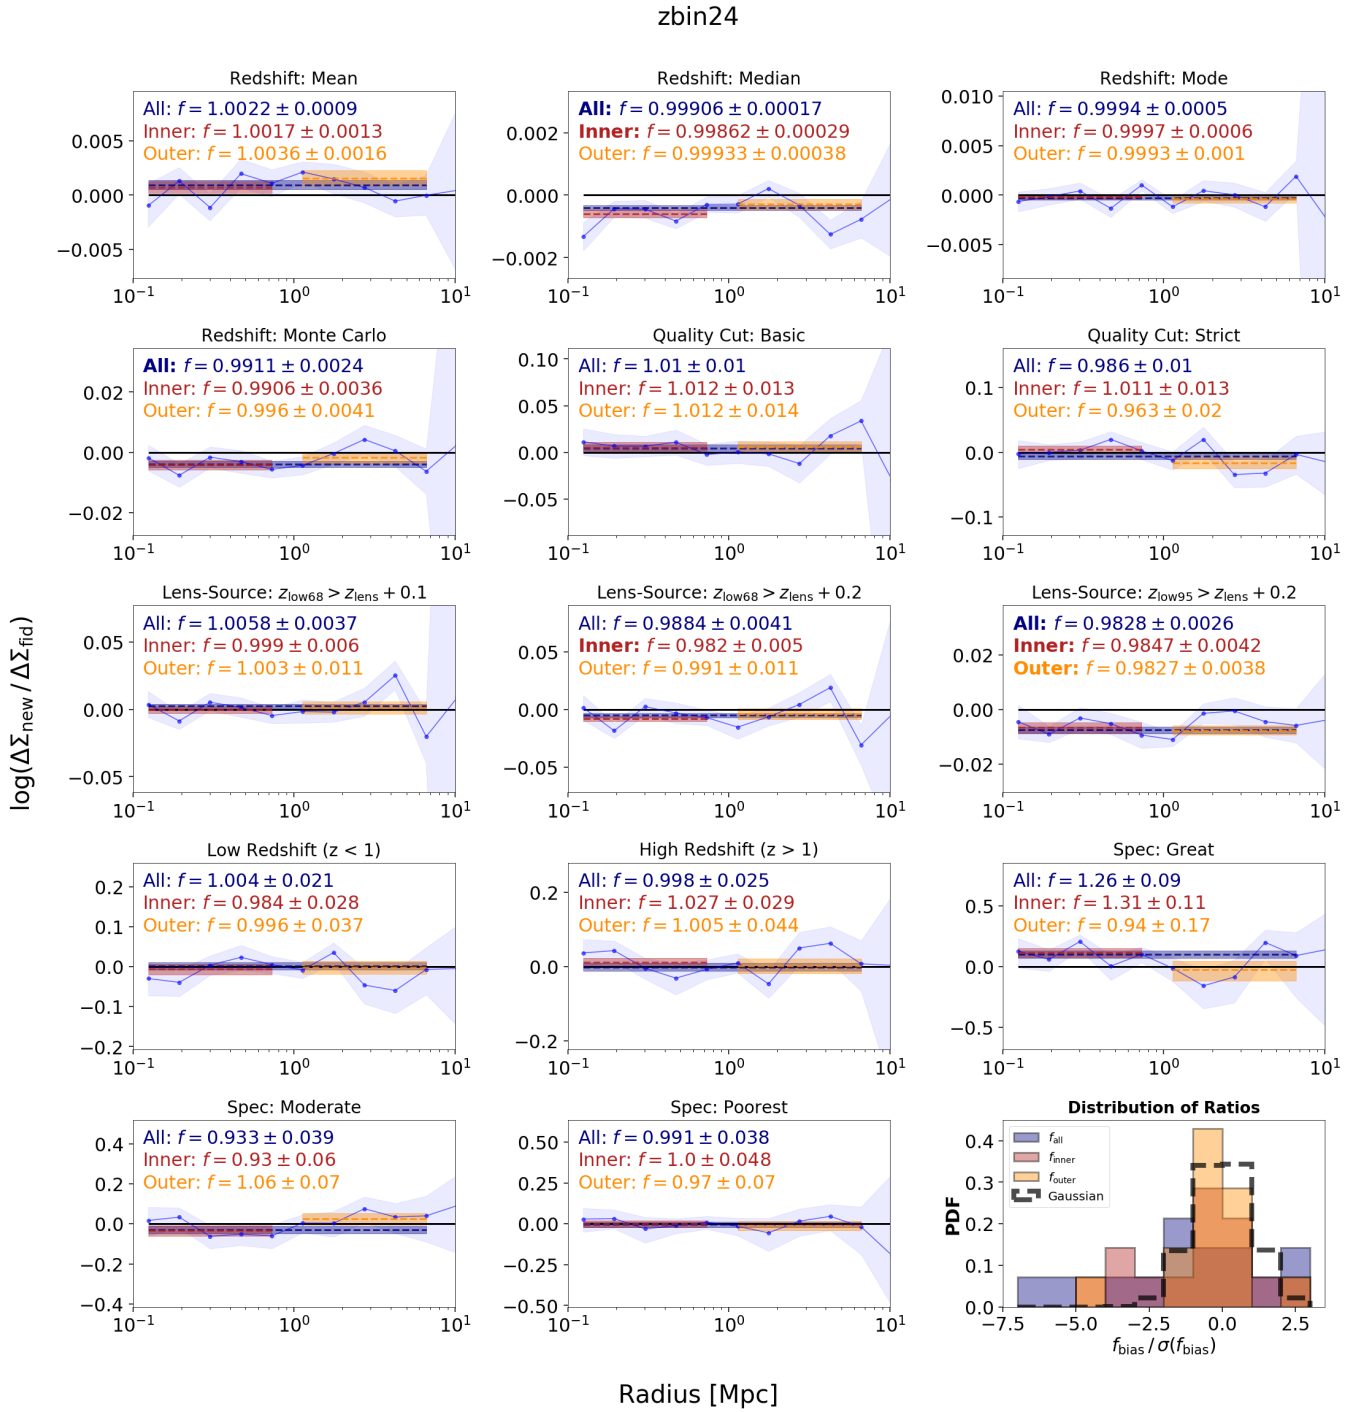 zbin24
Redshift: Mean
All: f = 1.0022 ± 0.0009
Inner: f = 1.0017 ± 0.0013
Outer: f = 1.0036 ± 0.0016
0.005
0.000
−0.005
10⁻¹ 10⁰ 10¹
Redshift: Median
All: f = 0.99906 ± 0.00017
Inner: f = 0.99862 ± 0.00029
Outer: f = 0.99933 ± 0.00038
0.002
0.000
−0.002
10⁻¹ 10⁰ 10¹
Redshift: Mode
All: f = 0.9994 ± 0.0005
Inner: f = 0.9997 ± 0.0006
Outer: f = 0.9993 ± 0.001
0.010
0.005
0.000
−0.005
10⁻¹ 10⁰ 10¹
Redshift: Monte Carlo
All: f = 0.9911 ± 0.0024
Inner: f = 0.9906 ± 0.0036
Outer: f = 0.996 ± 0.0041
0.02
0.00
−0.02
10⁻¹ 10⁰ 10¹
Quality Cut: Basic
All: f = 1.01 ± 0.01
Inner: f = 1.012 ± 0.013
Outer: f = 1.012 ± 0.014
0.10
0.05
0.00
−0.05
10⁻¹ 10⁰ 10¹
Quality Cut: Strict
All: f = 0.986 ± 0.01
Inner: f = 1.011 ± 0.013
Outer: f = 0.963 ± 0.02
0.1
0.0
−0.1
10⁻¹ 10⁰ 10¹
log(ΔΣnew / ΔΣfid)
Lens-Source: zlow68 > zlens + 0.1
All: f = 1.0058 ± 0.0037
Inner: f = 0.999 ± 0.006
Outer: f = 1.003 ± 0.011
0.05
0.00
−0.05
10⁻¹ 10⁰ 10¹
Lens-Source: zlow68 > zlens + 0.2
All: f = 0.9884 ± 0.0041
Inner: f = 0.982 ± 0.005
Outer: f = 0.991 ± 0.011
0.05
0.00
−0.05
10⁻¹ 10⁰ 10¹
Lens-Source: zlow95 > zlens + 0.2
All: f = 0.9828 ± 0.0026
Inner: f = 0.9847 ± 0.0042
Outer: f = 0.9827 ± 0.0038
0.02
0.00
−0.02
10⁻¹ 10⁰ 10¹
Low Redshift (z < 1)
All: f = 1.004 ± 0.021
Inner: f = 0.984 ± 0.028
Outer: f = 0.996 ± 0.037
0.2
0.1
0.0
−0.1
−0.2
10⁻¹ 10⁰ 10¹
High Redshift (z > 1)
All: f = 0.998 ± 0.025
Inner: f = 1.027 ± 0.029
Outer: f = 1.005 ± 0.044
0.2
0.0
−0.2
10⁻¹ 10⁰ 10¹
Spec: Great
All: f = 1.26 ± 0.09
Inner: f = 1.31 ± 0.11
Outer: f = 0.94 ± 0.17
0.5
0.0
−0.5
10⁻¹ 10⁰ 10¹
Spec: Moderate
All: f = 0.933 ± 0.039
Inner: f = 0.93 ± 0.06
Outer: f = 1.06 ± 0.07
0.4
0.2
0.0
−0.2
−0.4
10⁻¹ 10⁰ 10¹
Spec: Poorest
All: f = 0.991 ± 0.038
Inner: f = 1.0 ± 0.048
Outer: f = 0.97 ± 0.07
0.50
0.25
0.00
−0.25
−0.50
10⁻¹ 10⁰ 10¹
Distribution of Ratios
fall
finner
fouter
Gaussian
PDF
0.4
0.3
0.2
0.1
0.0
−7.5 −5.0 −2.5 0.0 2.5
fbias / σ(fbias)
Radius [Mpc]